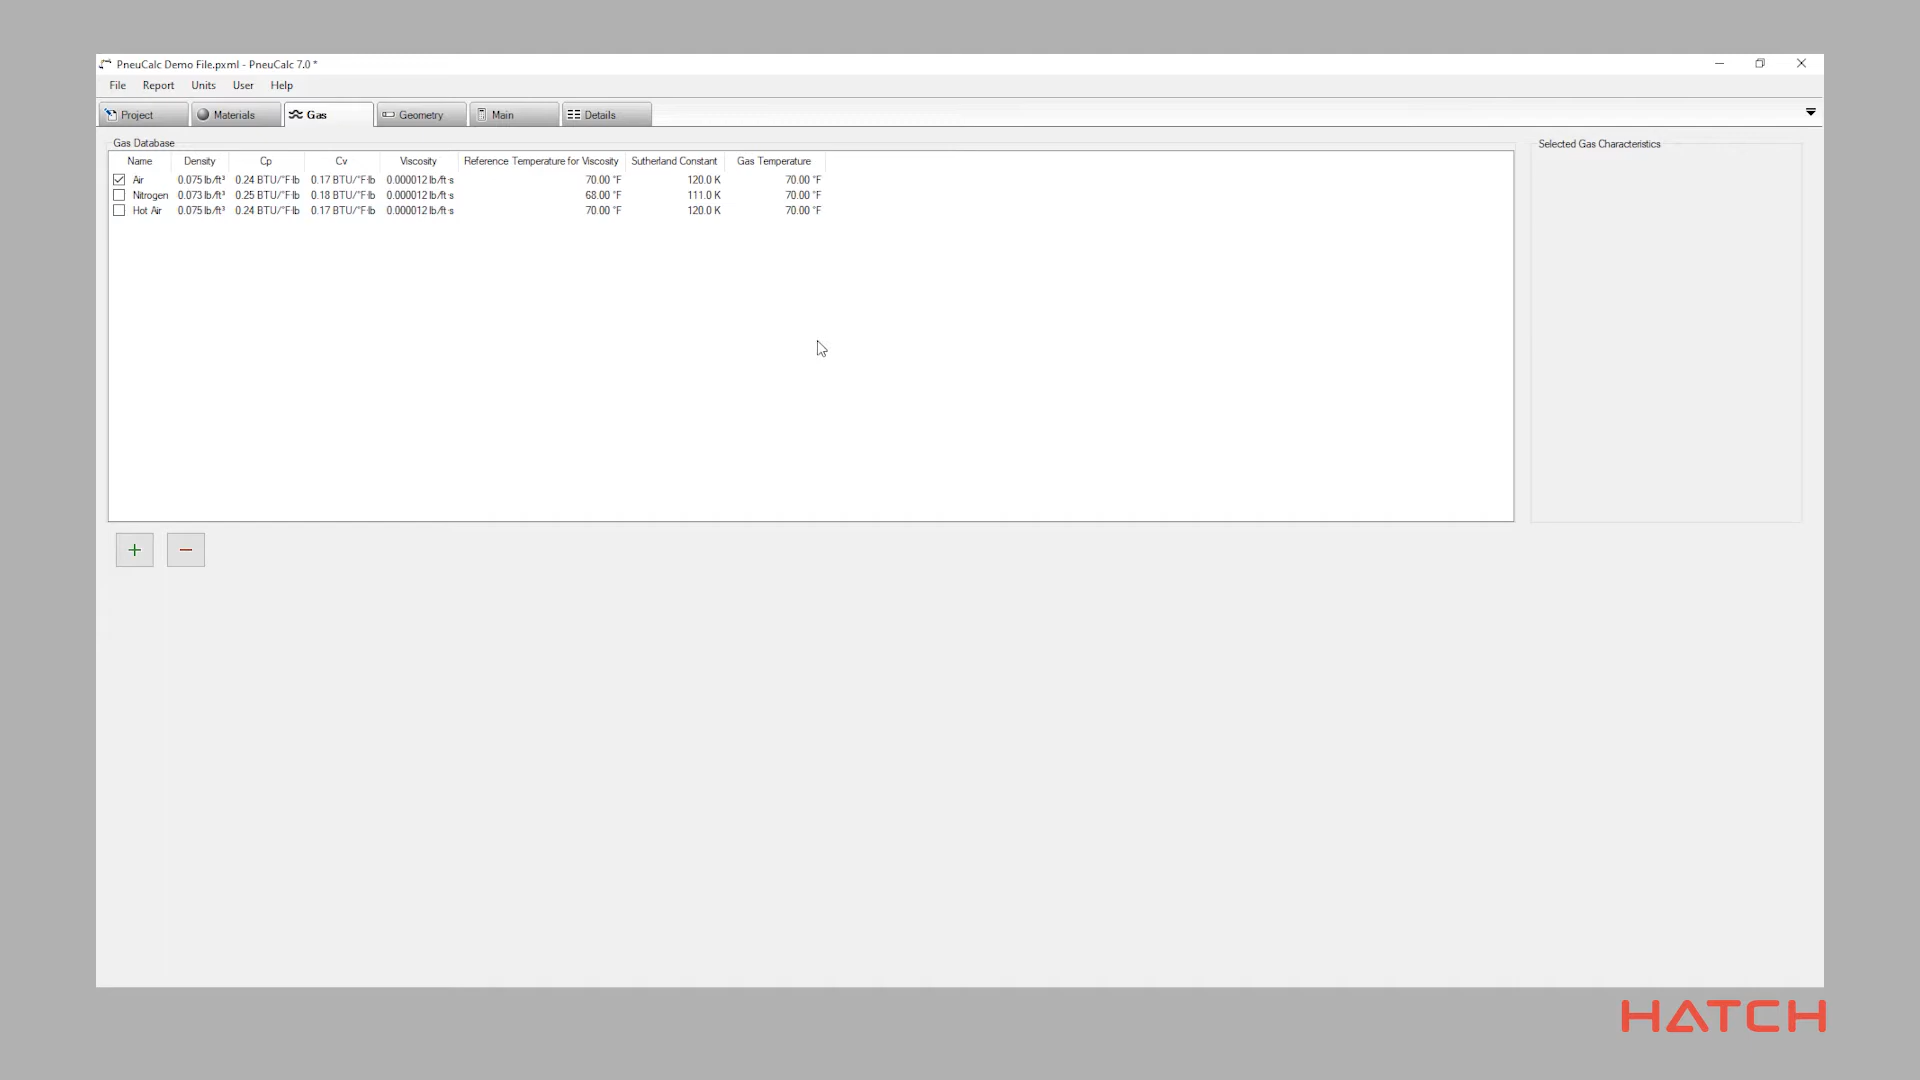 PneuCalc Demo File.pxml - PneuCalc 7.0 *
File Report Units User Help
Project Materials Gas Geometry Main Details
Gas Database
Selected Gas Characteristics
Name Density Cp Cv Viscosity Reference Temperature for Viscosity Sutherland Constant Gas Temperature
Air 0.075 lb/ft³ 0.24 BTU/°F·lb 0.17 BTU/°F·lb 0.000012 lb/ft·s 70.00 °F 120.0 K 70.00 °F
Nitrogen 0.073 lb/ft³ 0.25 BTU/°F·lb 0.18 BTU/°F·lb 0.000012 lb/ft·s 68.00 °F 111.0 K 70.00 °F
Hot Air 0.075 lb/ft³ 0.24 BTU/°F·lb 0.17 BTU/°F·lb 0.000012 lb/ft·s 70.00 °F 120.0 K 70.00 °F
HATCH